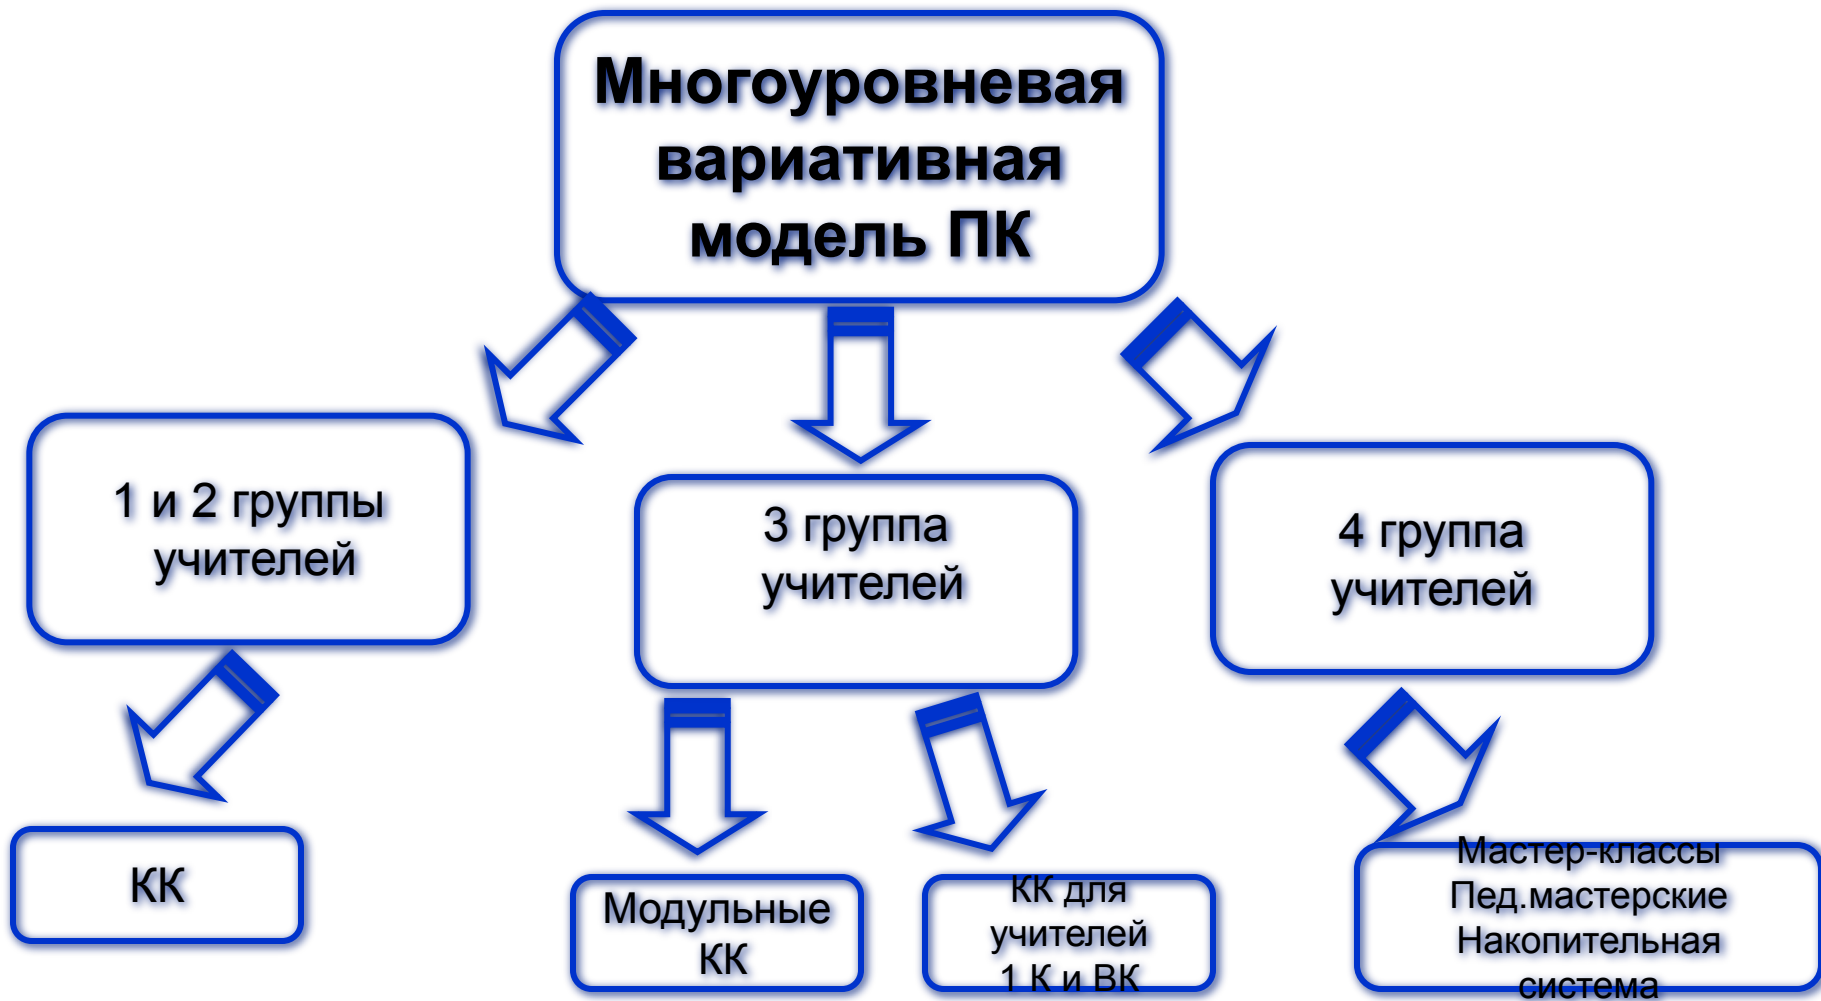 Многоуровневая
вариативная
модель ПК
1 и 2 группы
учителей
3 группа
учителей
4 группа
учителей
КК
Модульные
КК
КК для
учителей
1 К и ВК
Мастер-классы
Пед.мастерские
Накопительная
система